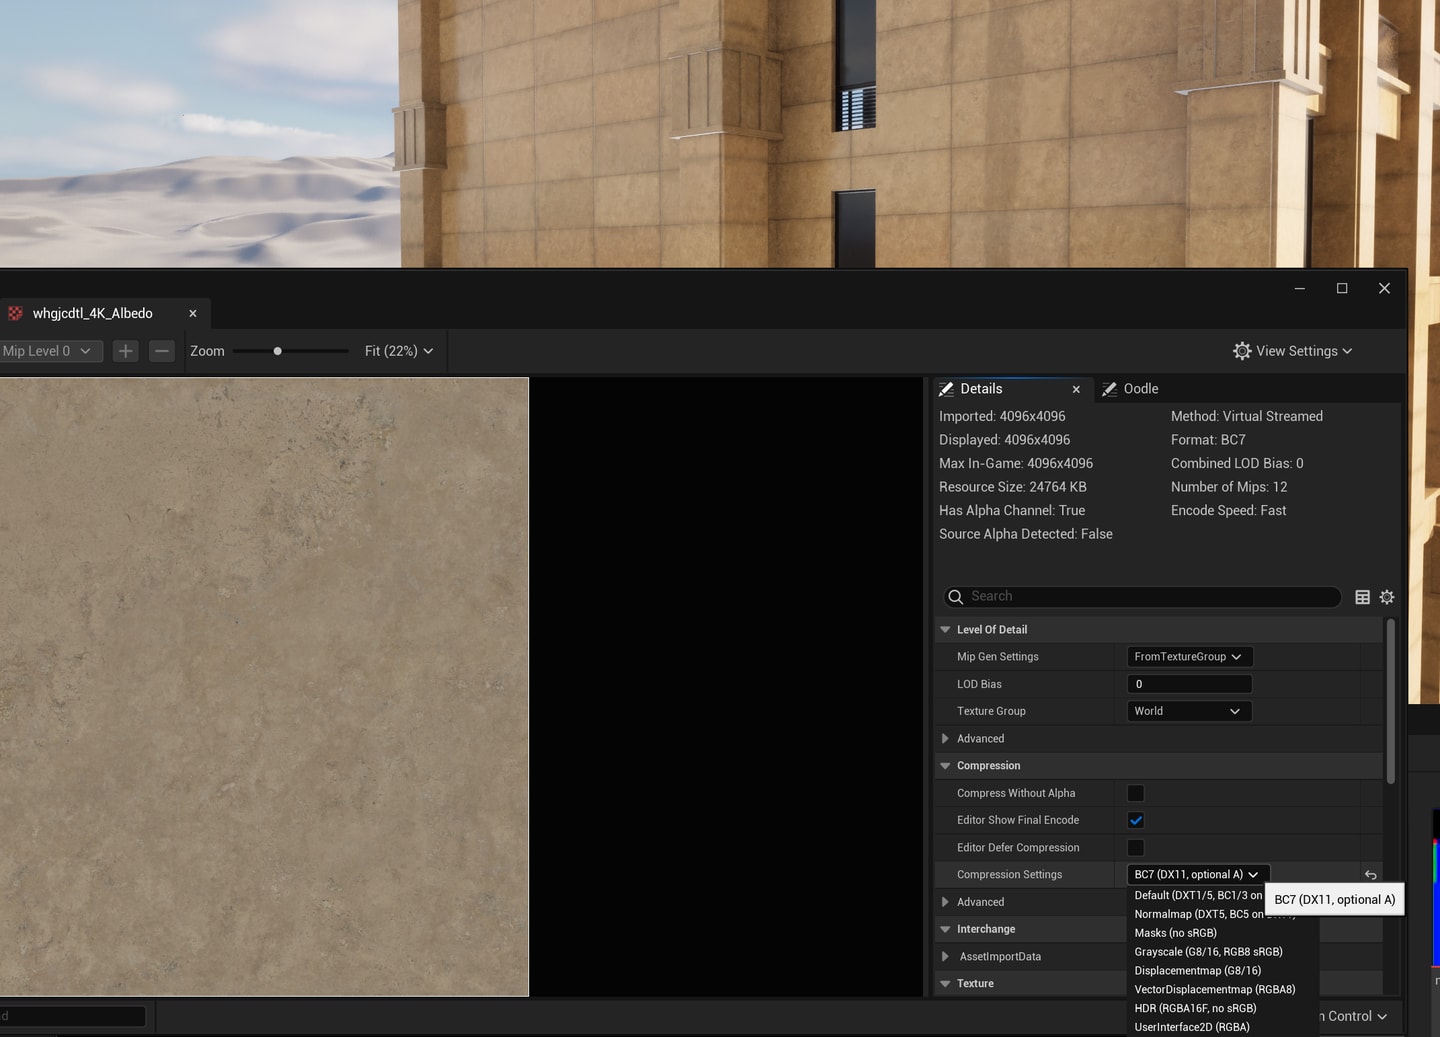 whgjcdtl_4K_Albedo
Mip Level 0
Zoom
Fit (22%)
View Settings
Details
Oodle
Imported: 4096x4096
Method: Virtual Streamed
Displayed: 4096x4096
Format: BC7
Max In-Game: 4096x4096
Combined LOD Bias: 0
Resource Size: 24764 KB
Number of Mips: 12
Has Alpha Channel: True
Encode Speed: Fast
Source Alpha Detected: False
Search
Level Of Detail
Mip Gen Settings
FromTextureGroup
LOD Bias
0
Texture Group
World
Advanced
Compression
Compress Without Alpha
Editor Show Final Encode
Editor Defer Compression
Compression Settings
BC7 (DX11, optional A)
Default (DXT1/5, BC1/3 on
BC7 (DX11, optional A)
Advanced
Normalmap (DXT5, BC5 on
Interchange
Masks (no sRGB)
Grayscale (G8/16, RGB8 sRGB)
AssetImportData
Displacementmap (G8/16)
Texture
VectorDisplacementmap (RGBA8)
HDR (RGBA16F, no sRGB)
n Control
UserInterface2D (RGBA)